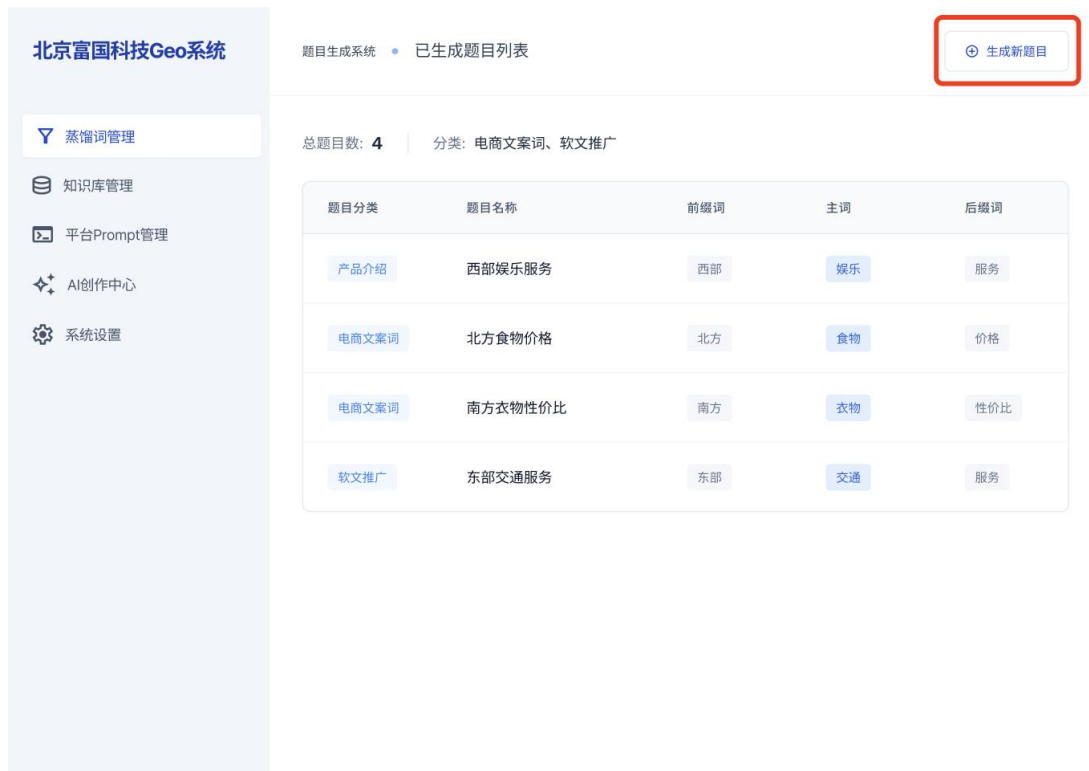 北京富国科技Geo系统
题目生成系统 • 已生成题目列表
生成新题目
蒸馏词管理
知识库管理
平台Prompt管理
AI创作中心
系统设置
总题目数: 4
分类: 电商文案词、软文推广
题目分类 题目名称 前缀词 主词 后缀词
产品介绍 西部娱乐服务 西部 娱乐 服务
电商文案词 北方食物价格 北方 食物 价格
电商文案词 南方衣物性价比 南方 衣物 性价比
软文推广 东部交通服务 东部 交通 服务